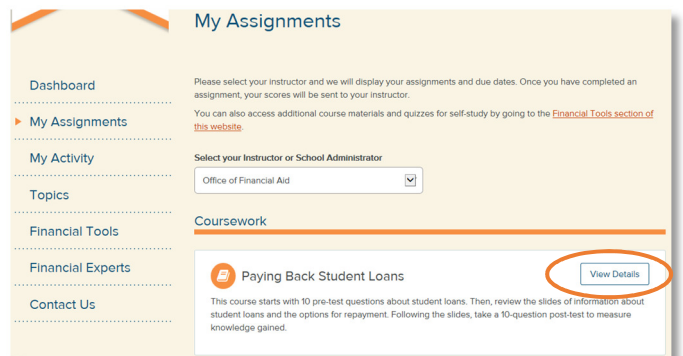 My Assignments
Dashboard
My Assignments
My Activity
Topics
Financial Tools
Financial Experts
Contact Us
Please select your instructor and we will display your assignments and due dates. Once you have completed an
assignment, your scores will be sent to your instructor.
You can also access additional course materials and quizzes for self-study by going to the Financial Tools section of
this website.
Select your Instructor or School Administrator
Office of Financial Aid
Coursework
Paying Back Student Loans
View Details
This course starts with 10 pre-test questions about student loans. Then, review the slides of information about
student loans and the options for repayment. Following the slides, take a 10-question post-test to measure
knowledge gained.